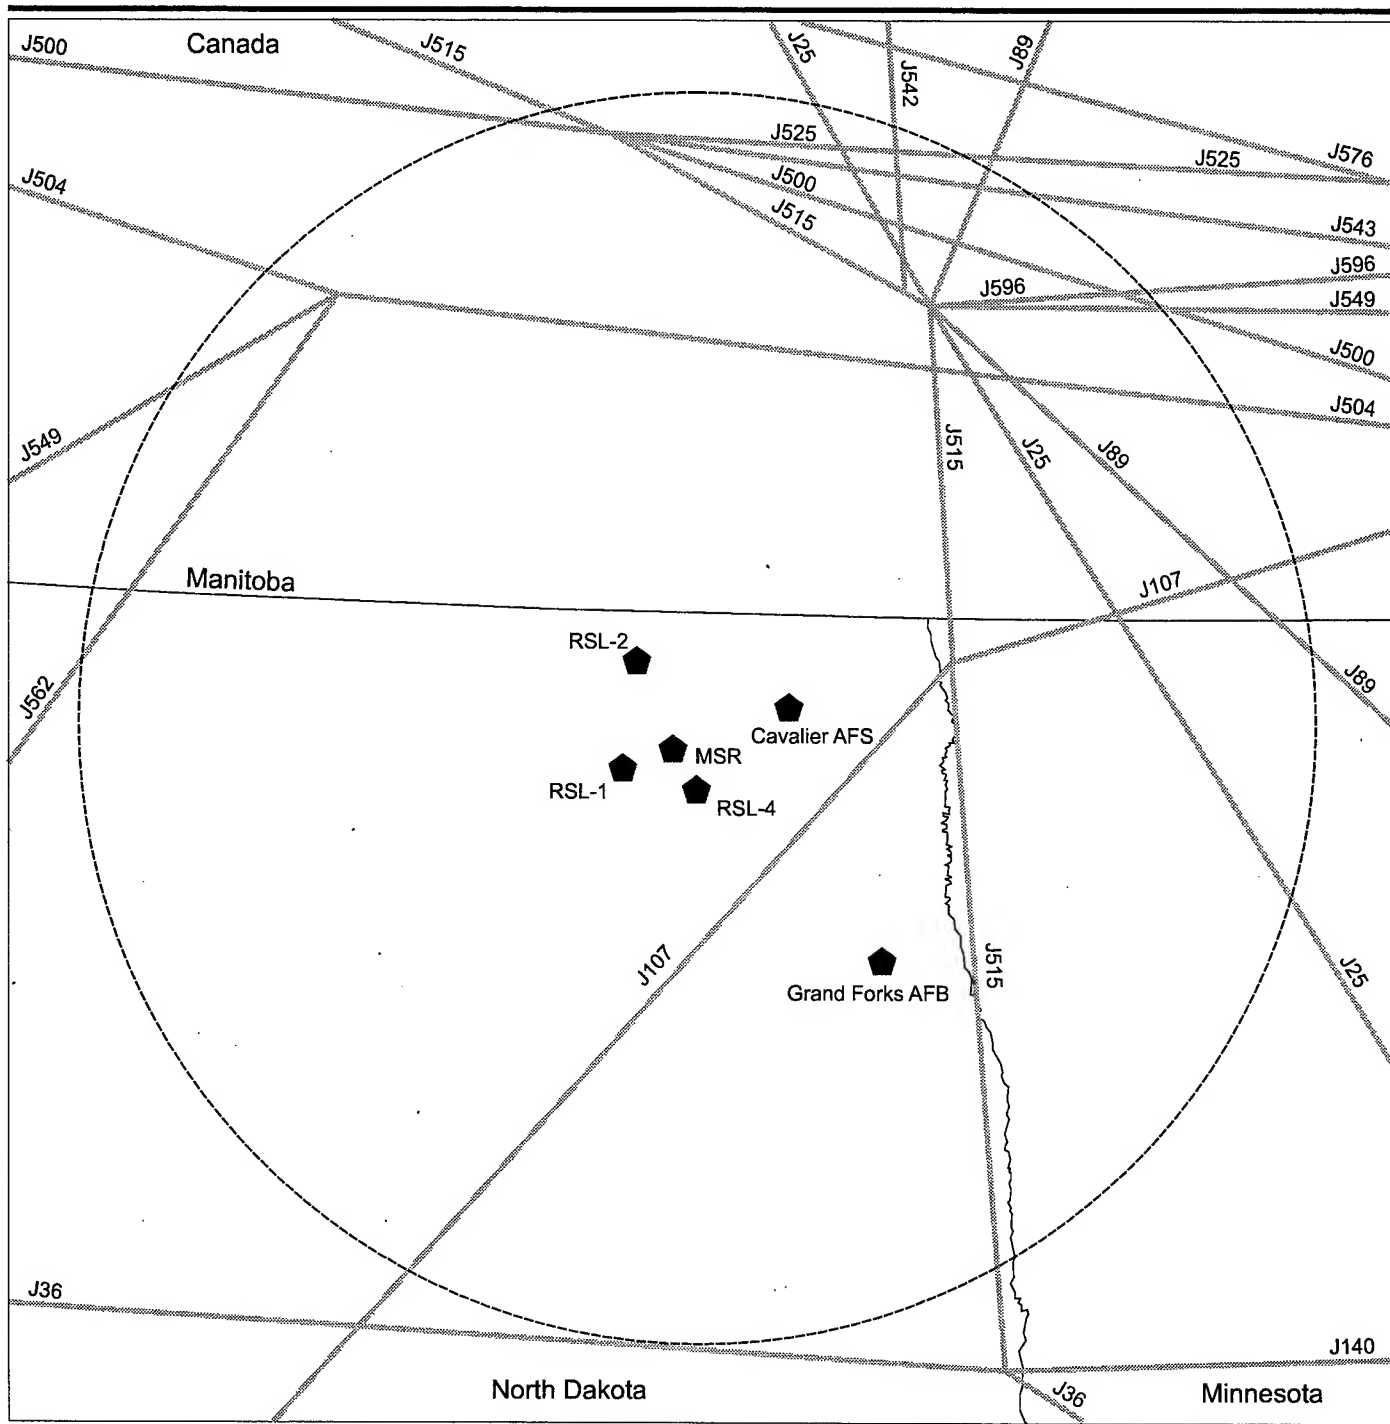 J500
Canada
J515
J25
J542
J89
J525
J525
J576
J504
J500
J515
J543
J596
J596
J549
J500
J504
J549
J515
J25
J89
Manitoba
J107
RSL-2
J562
J89
Cavalier AFS
MSR
RSL-1
RSL-4
J107
J515
J25
Grand Forks AFB
J36
J140
North Dakota
J36
Minnesota